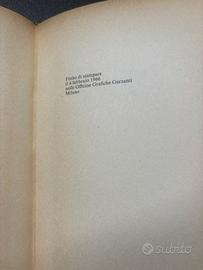 Finito di stampare
il 4 febbraio 1966
nelle Officine Grafiche Garzanti
Milano
subito